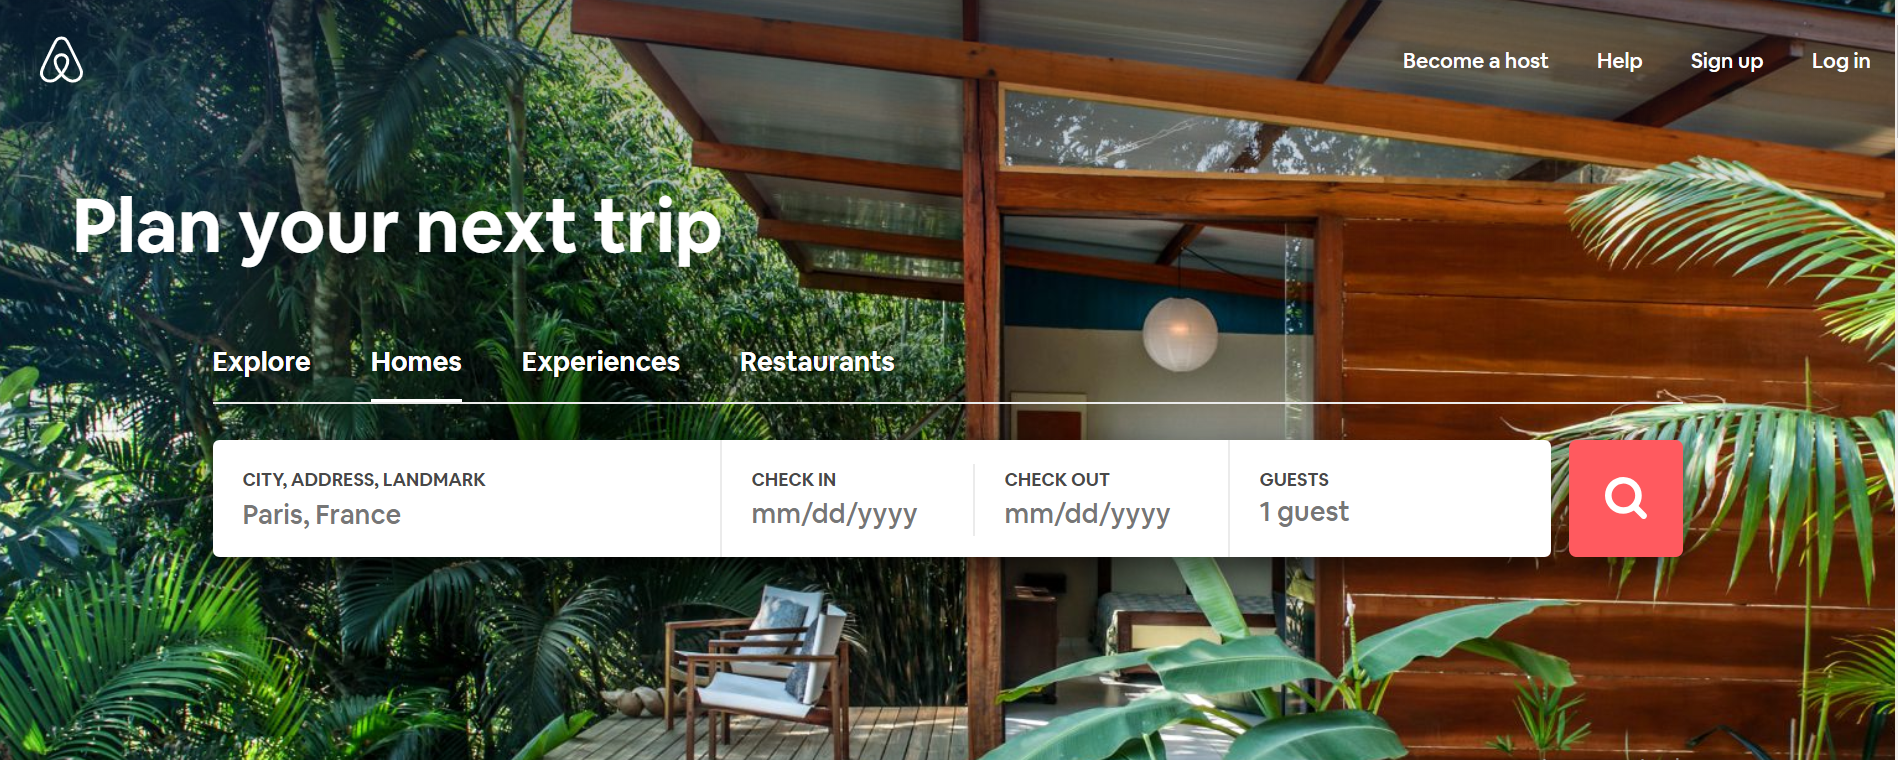 Become a host Help Sign up Log in
Plan your next trip
Explore Homes Experiences Restaurants
CITY, ADDRESS, LANDMARK CHECK IN CHECK OUT GUESTS
Paris, France mm/dd/yyyy mm/dd/yyyy 1 guest